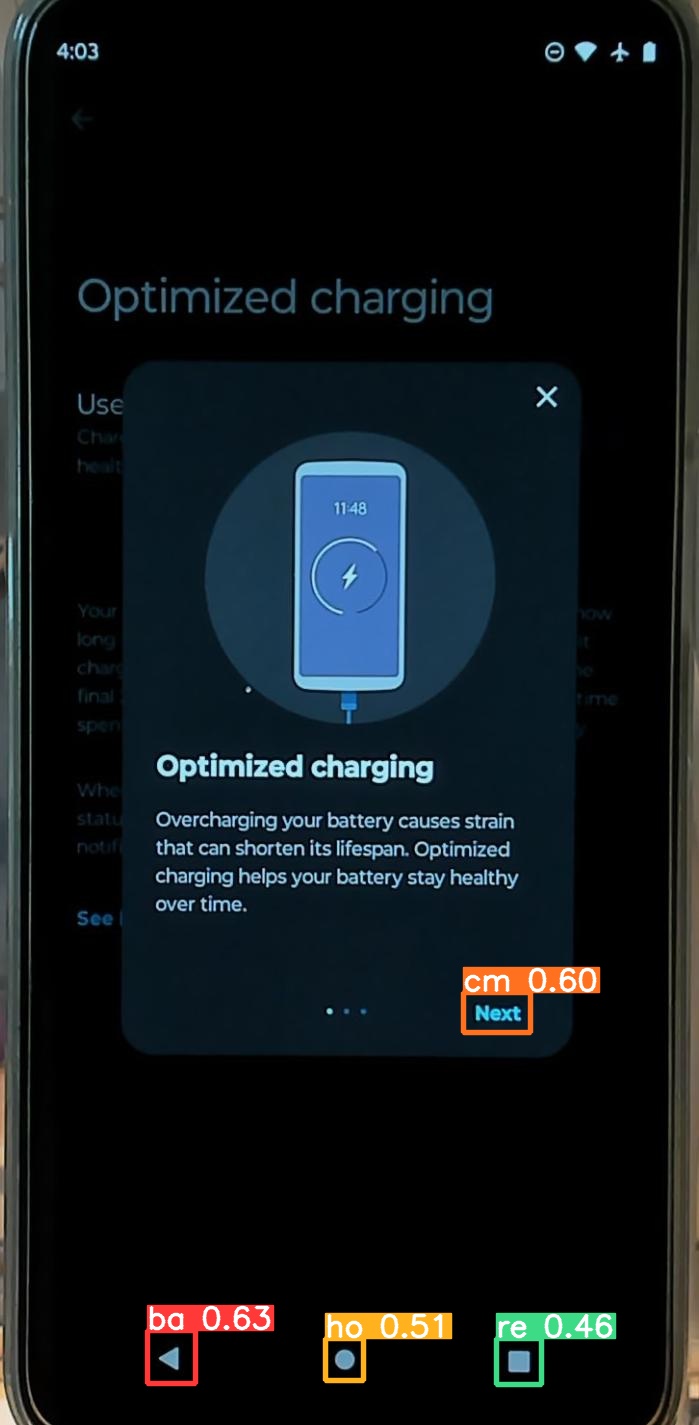 4:03
Optimized charging
Use
Char
healt
11:48
Your
now
long
it
charg
final
time
spen
Optimized charging
Whe
statu
Overcharging your battery causes strain
notifi
that can shorten its lifespan. Optimized
charging helps your battery stay healthy
over time.
See
cm 0.60
Next
ba 0.63
ho 0.51
re 0.46